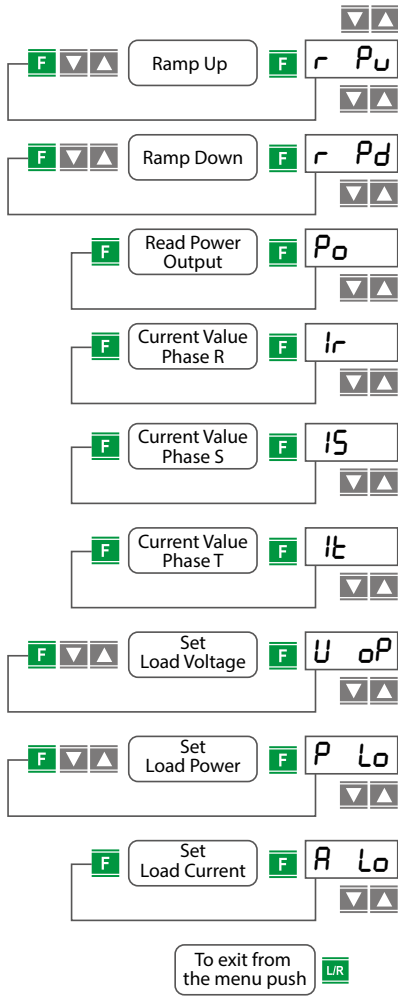 F Ramp Up F r Pu
F Ramp Down F r Pd
F Read Power
Output F Po
F Current Value
Phase R F Ir
F Current Value
Phase S F IS
F Current Value
Phase T F It
F Set
Load Voltage F U oP
F Set
Load Power F P Lo
F Set
Load Current F A Lo
To exit from
the menu push L/R